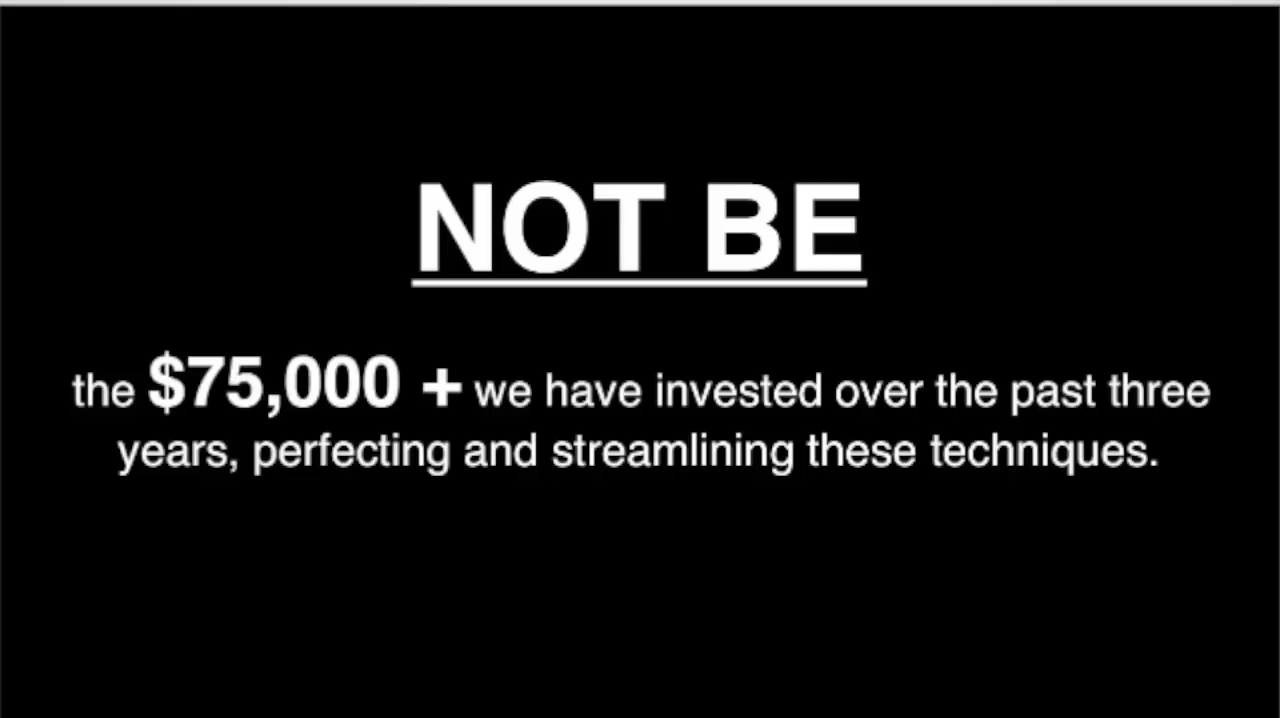 NOT BE
the $75,000 + we have invested over the past three
years, perfecting and streamlining these techniques.